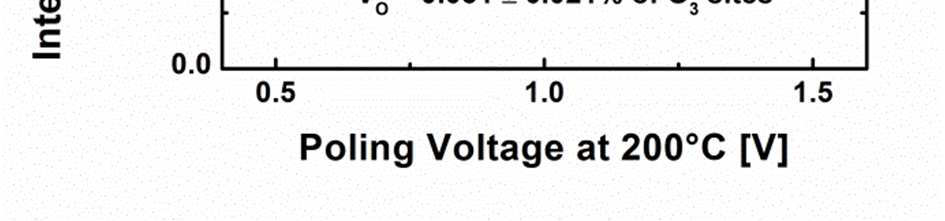 0.0
0.5 1.0 1.5
Poling Voltage at 200°C [V]
Inte